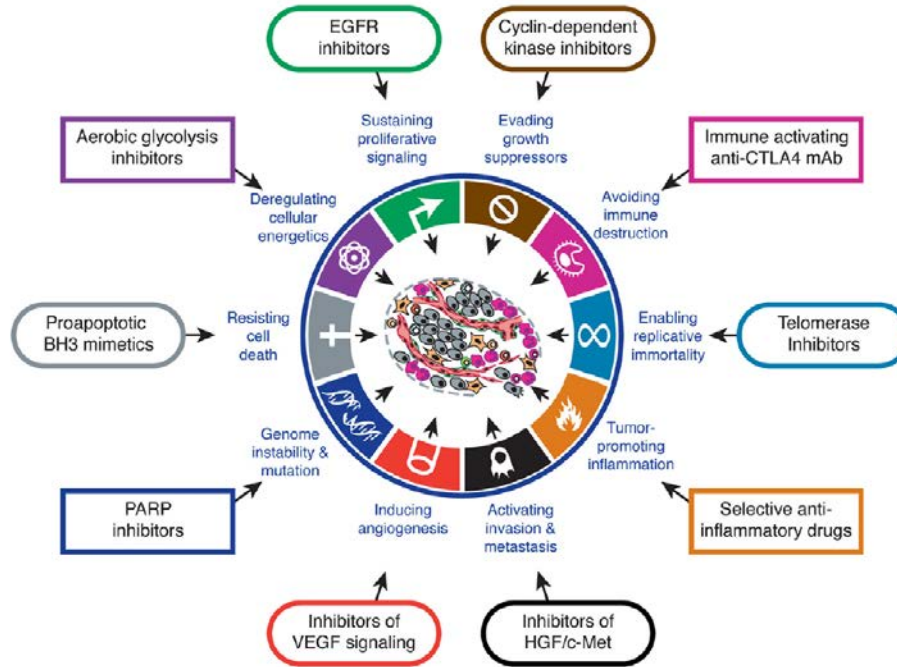 EGFR
inhibitors
Cyclin-dependent
kinase inhibitors
Sustaining
proliferative
signaling
Evading
growth
suppressors
Aerobic glycolysis
inhibitors
Immune activating
anti-CTLA4 mAb
Deregulating
cellular
energetics
Avoiding
immune
destruction
Proapoptotic
BH3 mimetics
Resisting
cell
death
Enabling
replicative
immortality
Telomerase
Inhibitors
Genome
instability &
mutation
Tumor-
promoting
inflammation
PARP
inhibitors
Inducing
angiogenesis
Activating
invasion &
metastasis
Selective anti-
inflammatory drugs
Inhibitors of
VEGF signaling
Inhibitors of
HGF/c-Met